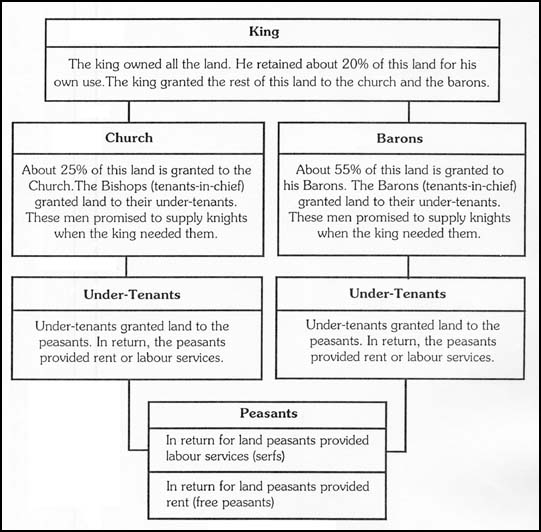 King
The king owned all the land. He retained about 20% of this land for his
own use.The king granted the rest of this land to the church and the barons.
Church
About 25% of this land is granted to the
Church.The Bishops (tenants-in-chief)
granted land to their under-tenants.
These men promised to supply knights
when the king needed them.
Barons
About 55% of this land is granted to
his Barons. The Barons (tenants-in-chief)
granted land to their under-tenants.
These men promised to supply knights
when the king needed them.
Under-Tenants
Under-tenants granted land to the
peasants. In return, the peasants
provided rent or labour services.
Under-Tenants
Under-tenants granted land to the
peasants. In return, the peasants
provided rent or labour services.
Peasants
In return for land peasants provided
labour services (serfs)
In return for land peasants provided
rent (free peasants)